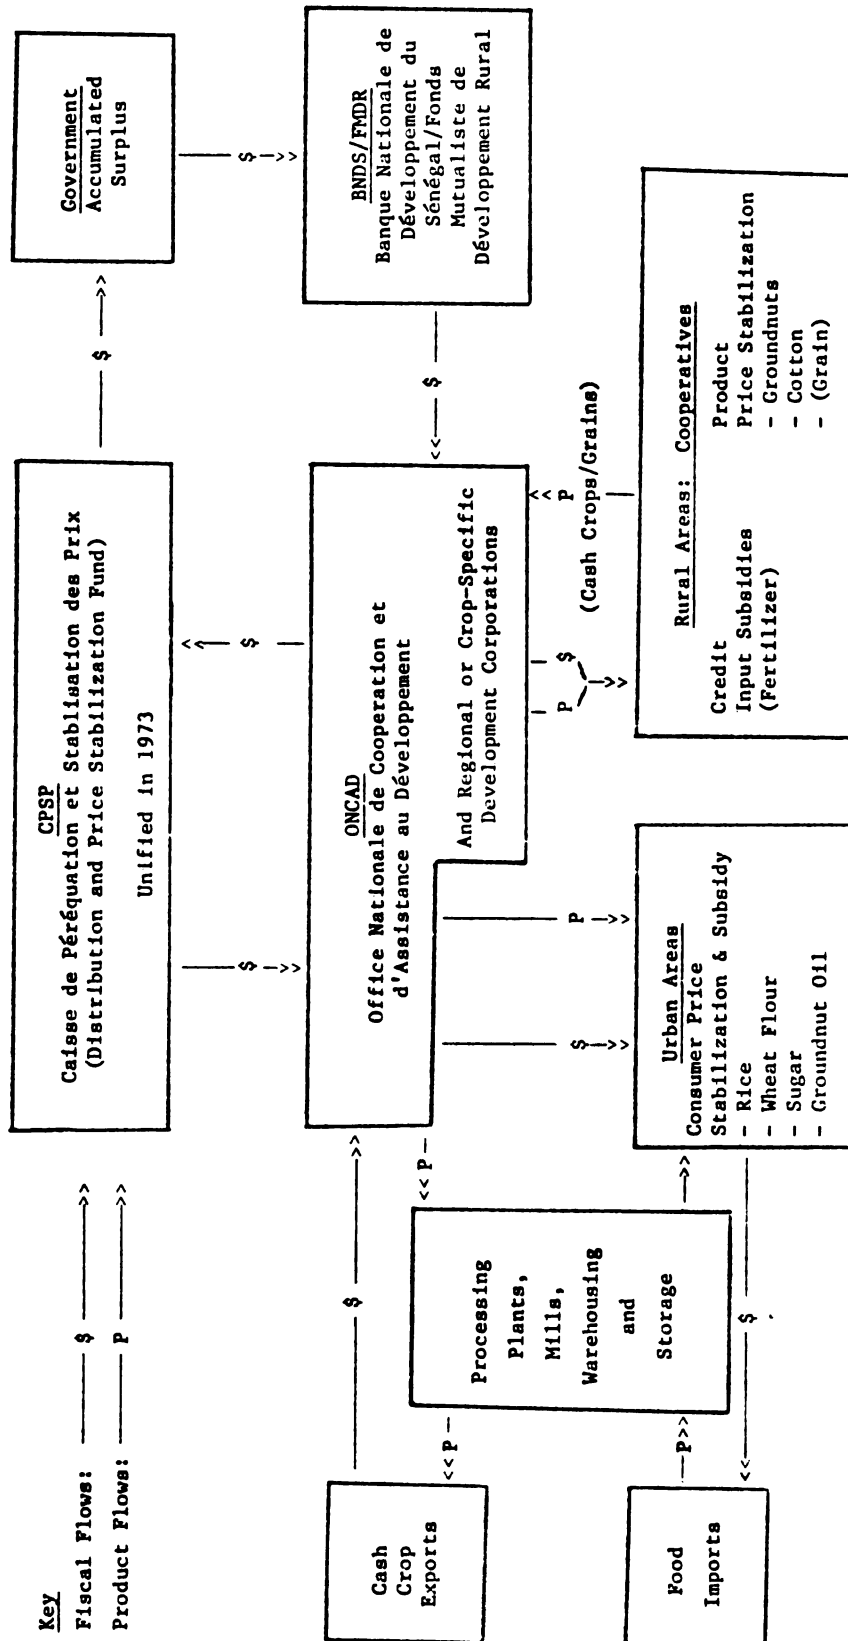 Key
Fiscal Flows: $ >>
Product Flows: P >>
CPSP
Caisse de Péréquation et Stablisation des Prix
(Distribution and Price Stabilization Fund)
Unified in 1973
$ >>
Government
Accumulated
Surplus
$ >>
<< $
$ >>
$ >>
ONCAD
Office Nationale de Cooperation et
d'Assistance au Développement
And Regional or Crop-Specific
Development Corporations
<< $
BNDS/FMDR
Banque Nationale de
Développement du
Sénégal/Fonds
Mutualiste de
Développement Rural
Cash
Crop
Exports
$ >>
<< P
<< P
Processing
Plants,
Mills,
Warehousing
and
Storage
P>>
>>
Food
Imports
<< $
$ >>
P >>
P $
>>
<< P
(Cash Crops/Grains)
Urban Areas
Consumer Price
Stabilization & Subsidy
- Rice
- Wheat Flour
- Sugar
- Groundnut Oil
Rural Areas: Cooperatives
Credit
Input Subsidies
(Fertilizer)
Product
Price Stabilization
- Groundnuts
- Cotton
- (Grain)